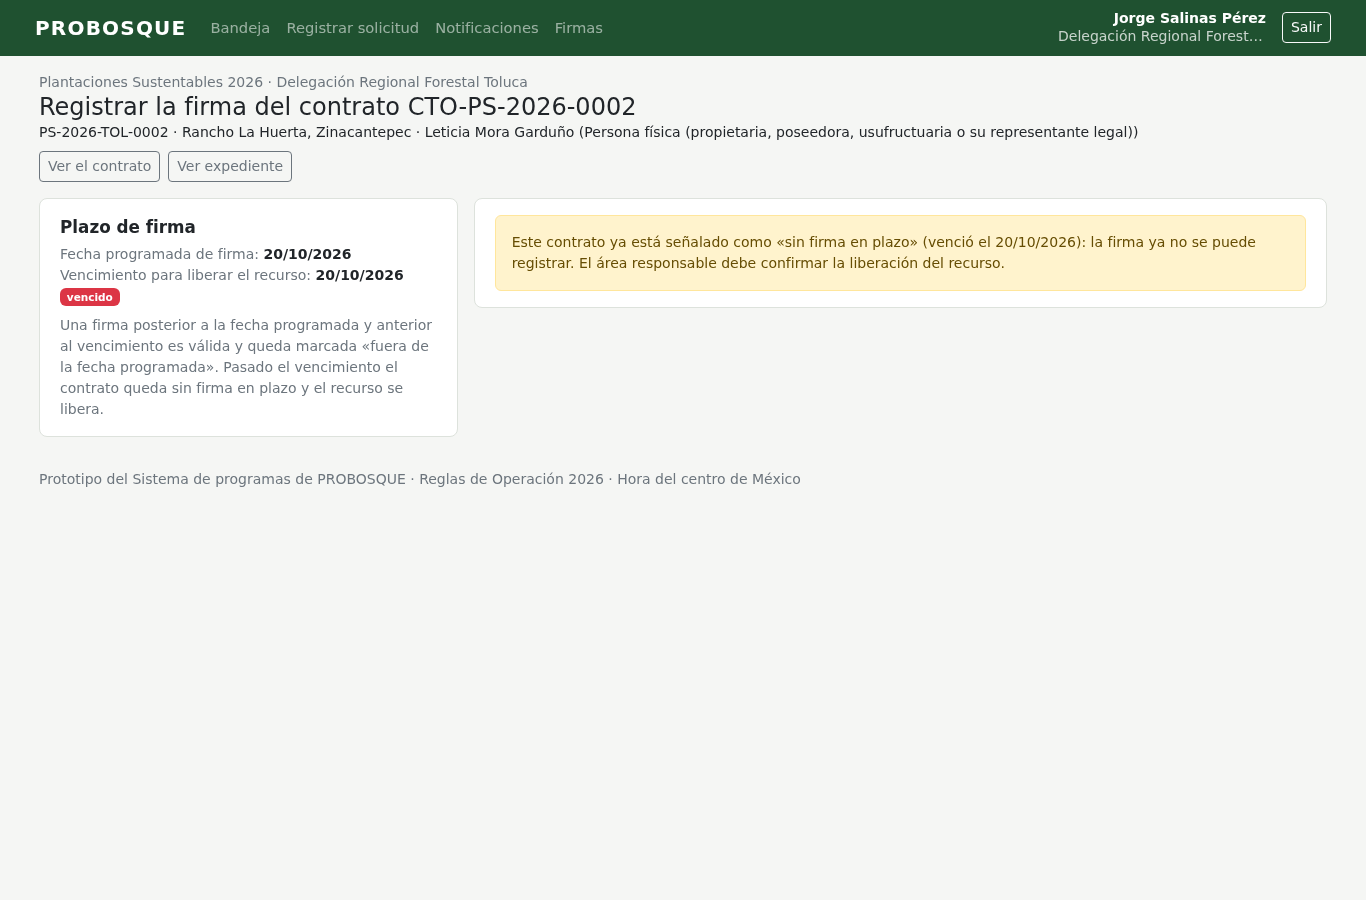 PROBOSQUE
Bandeja
Registrar solicitud
Notificaciones
Firmas
Jorge Salinas Pérez
Delegación Regional Forest…
Salir
Plantaciones Sustentables 2026 · Delegación Regional Forestal Toluca
Registrar la firma del contrato CTO-PS-2026-0002
PS-2026-TOL-0002 · Rancho La Huerta, Zinacantepec · Leticia Mora Garduño (Persona física (propietaria, poseedora, usufructuaria o su representante legal))
Ver el contrato
Ver expediente
Plazo de firma
Fecha programada de firma: 20/10/2026
Vencimiento para liberar el recurso: 20/10/2026
vencido
Una firma posterior a la fecha programada y anterior
al vencimiento es válida y queda marcada «fuera de
la fecha programada». Pasado el vencimiento el
contrato queda sin firma en plazo y el recurso se
libera.
Este contrato ya está señalado como «sin firma en plazo» (venció el 20/10/2026): la firma ya no se puede
registrar. El área responsable debe confirmar la liberación del recurso.
Prototipo del Sistema de programas de PROBOSQUE · Reglas de Operación 2026 · Hora del centro de México